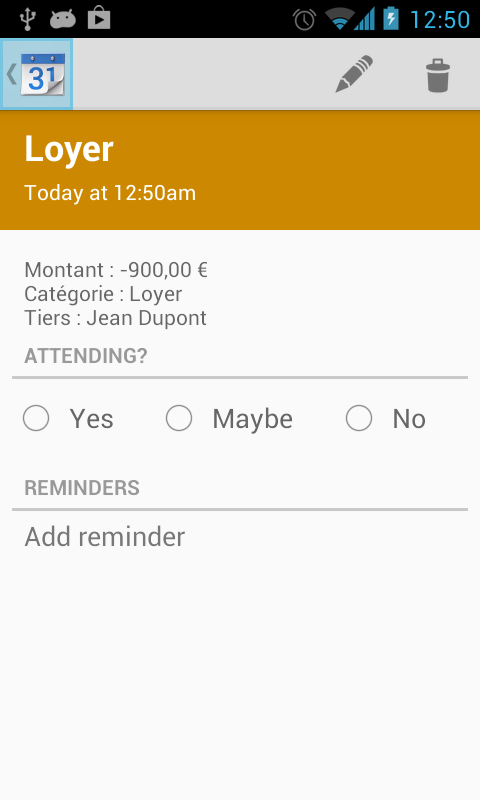 12:50
31
Loyer
Today at 12:50am
Montant : -900,00 €
Catégorie : Loyer
Tiers : Jean Dupont
ATTENDING?
Yes Maybe No
REMINDERS
Add reminder